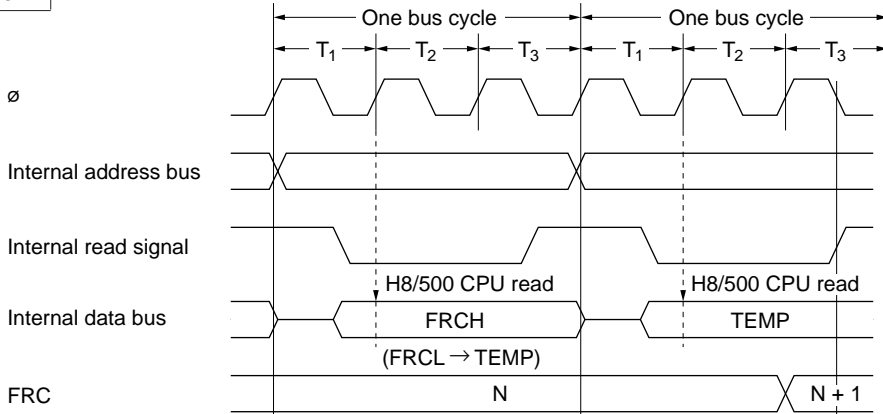 One bus cycle One bus cycle
T1 T2 T3 T1 T2 T3
ø
Internal address bus
Internal read signal
H8/500 CPU read H8/500 CPU read
Internal data bus FRCH TEMP
(FRCL → TEMP)
FRC N N + 1